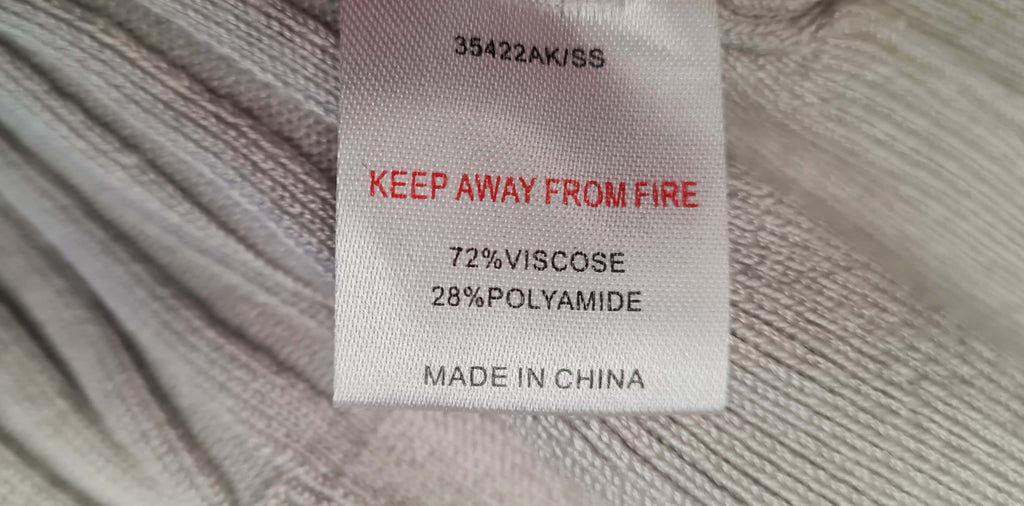 35422AK/SS
KEEP AWAY FROM FIRE
72%VISCOSE
28%POLYAMIDE
MADE IN CHINA